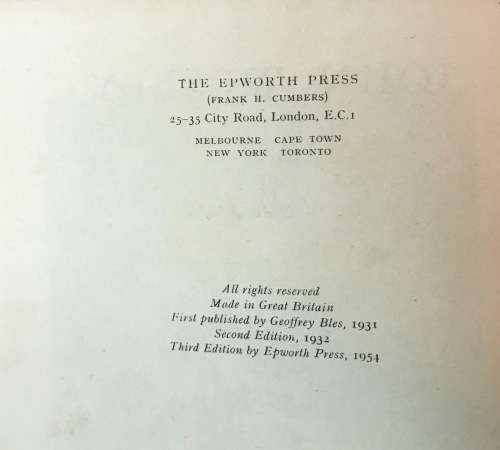 THE EPWORTH PRESS
(FRANK H. CUMBERS)
25-35 City Road, London, E.C.1
MELBOURNE CAPE TOWN
NEW YORK TORONTO
All rights reserved
Made in Great Britain
First published by Geoffrey Bles, 1931
Second Edition, 1932
Third Edition by Epworth Press, 1954